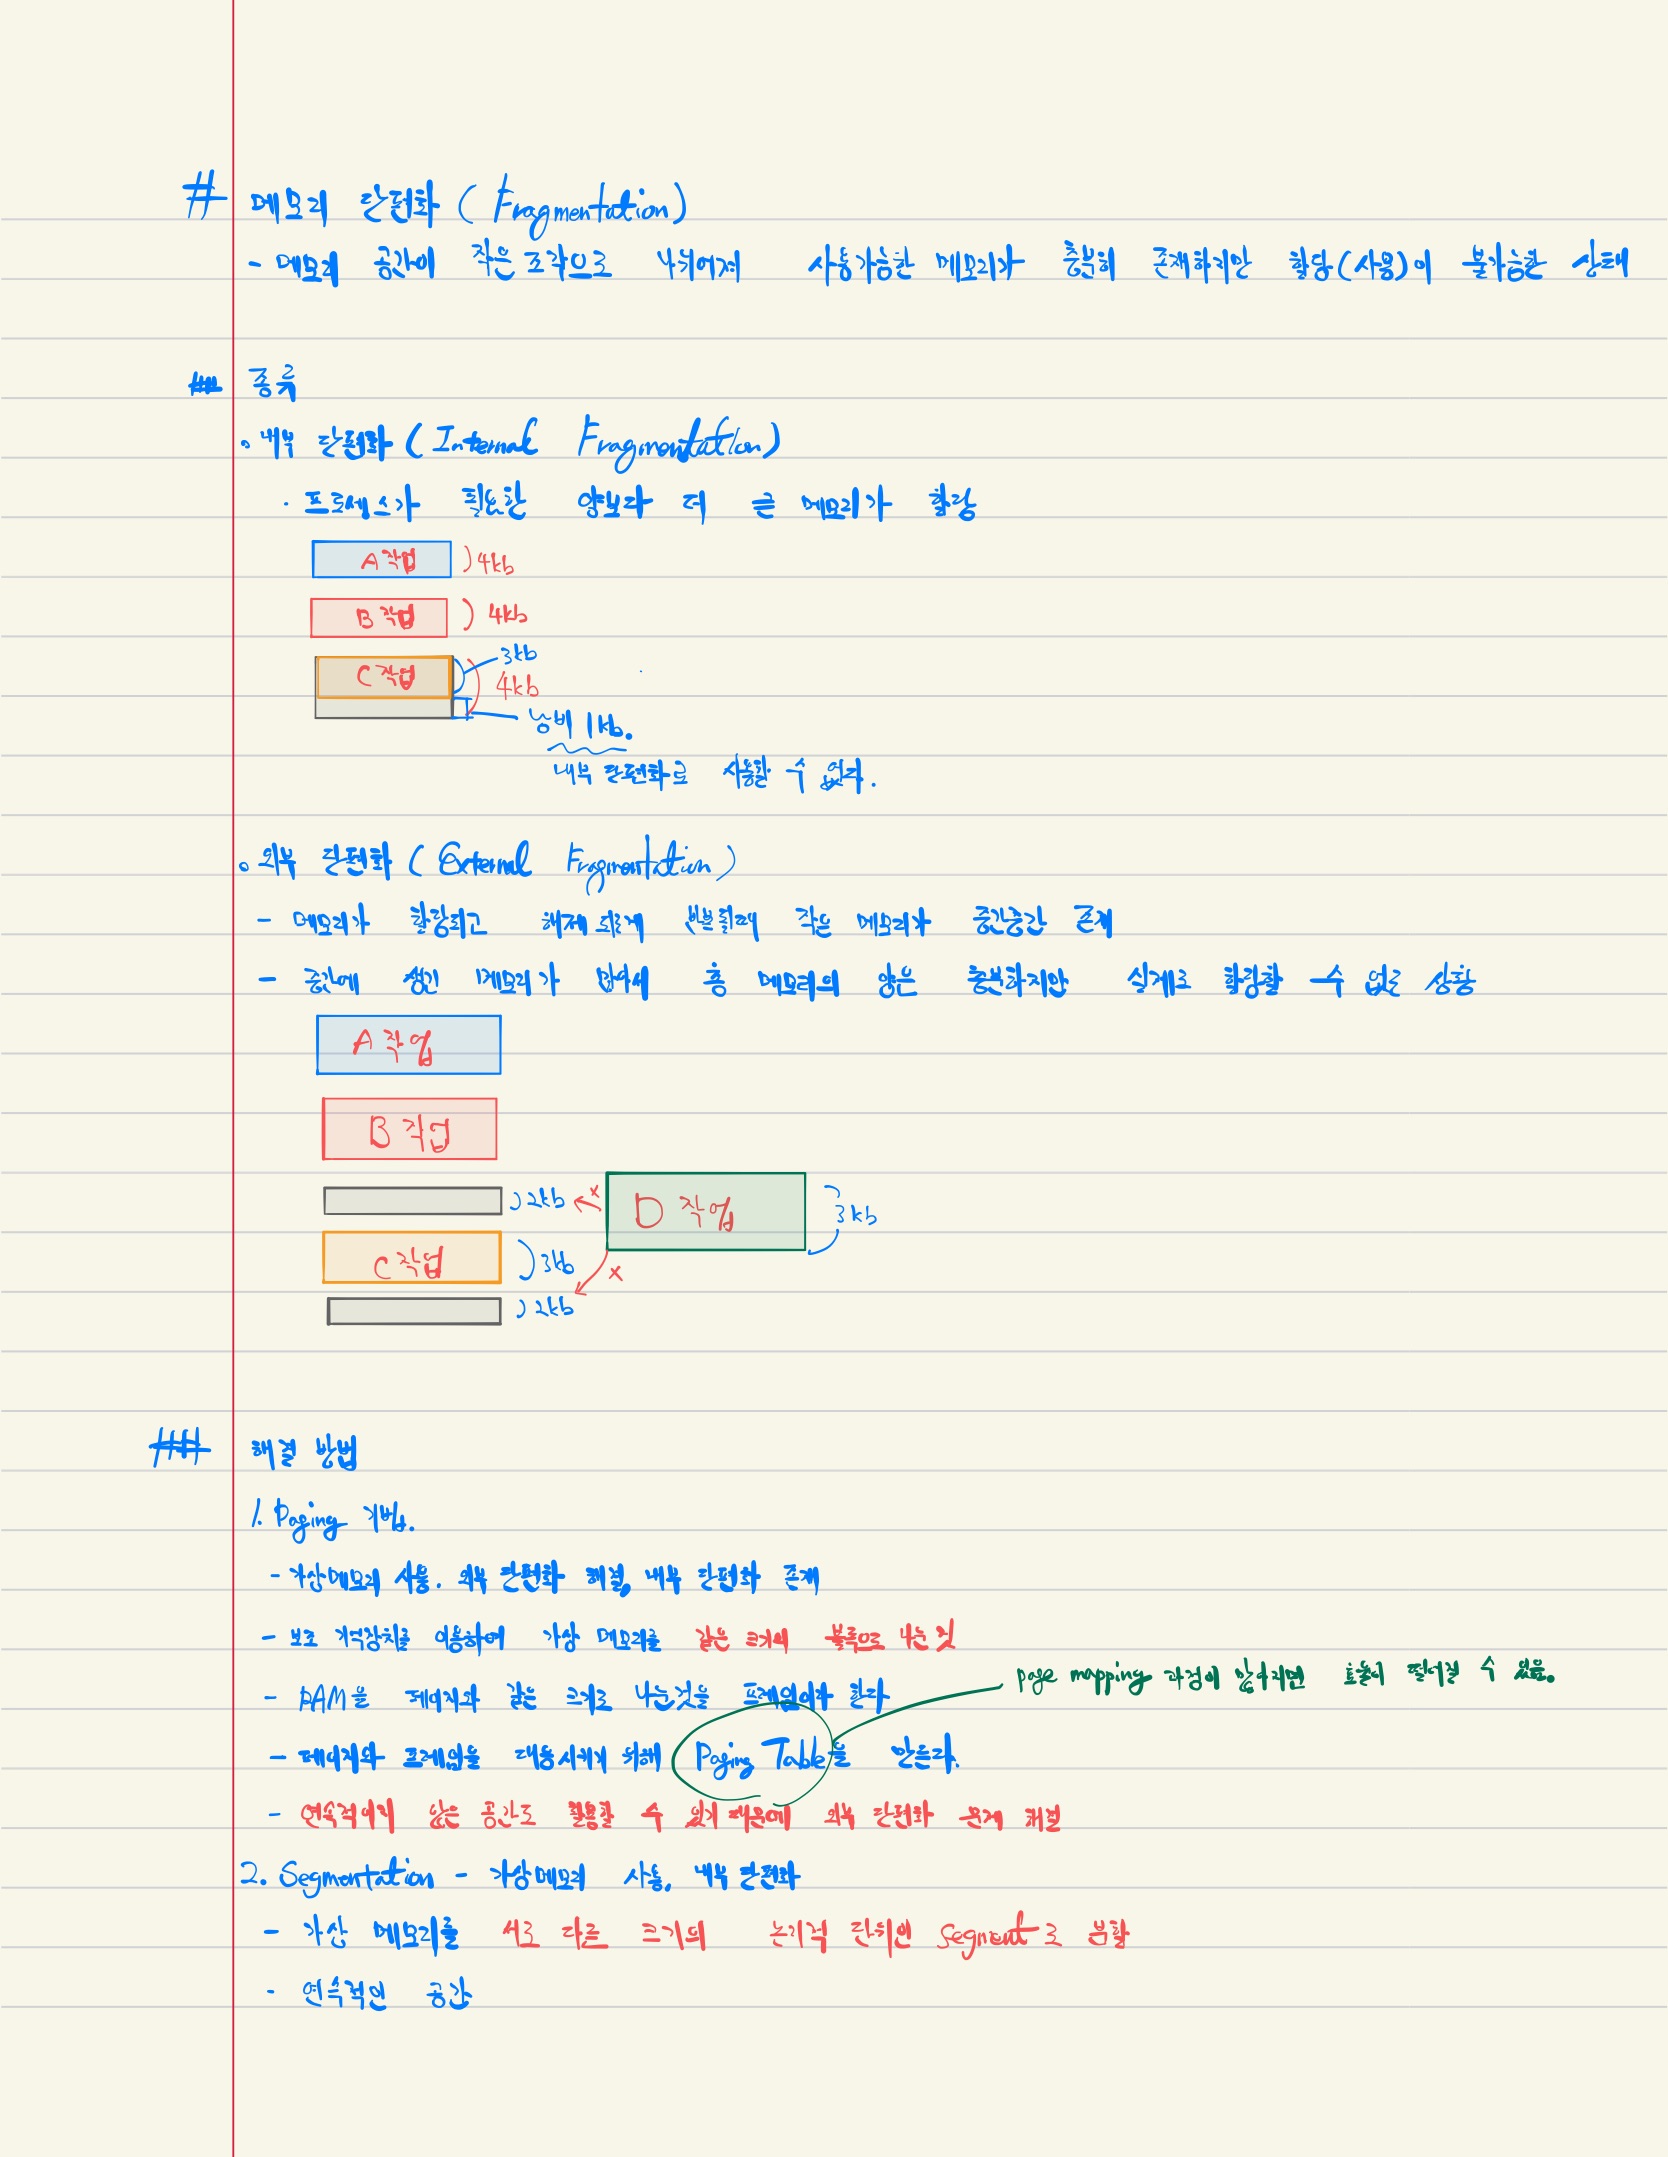 # 메모리 단편화 (Fragmentation)
- 메모리 공간이 작은 조각으로 나뉘어져 사용가능한 메모리가 충분히 존재하지만 할당(사용)이 불가능한 상태
## 종류
◦ 내부 단편화 (Internal Fragmentation)
· 프로세스가 필요한 양보다 더 큰 메모리가 할당
A 작업 4kb
B 작업 4kb
C 작업 3kb
4kb
낭비 1kb.
내부 단편화로 사용할 수 없다.
◦ 외부 단편화 (External Fragmentation)
- 메모리가 할당되고 해제 되는게 반복될때 작은 메모리가 중간중간 존재
- 중간에 생긴 메모리가 많아서 총 메모리의 양은 충분하지만 실제로 할당할 수 없는 상황
A 작업
B 작업
2kb x D 작업 3kb
C 작업 3kb x
2kb
### 해결 방법
1. Paging 기법.
- 가상메모리 사용. 외부 단편화 해결, 내부 단편화 존재
- 보조 기억장치를 이용하여 가상 메모리를 같은 크기의 블록으로 나눈 것
page mapping 과정이 많아지면 효율이 떨어질 수 있음.
- RAM을 페이지와 같은 크기로 나눈것을 프레임이라 한다
- 페이지와 프레임을 대응시키기 위해 Paging Table을 만든다.
- 연속적이지 않은 공간도 활용할 수 있기 때문에 외부 단편화 문제 해결
2. Segmentation - 가상메모리 사용, 내부 단편화
- 가상 메모리를 서로 다른 크기의 논리적 단위인 segment로 분할
- 연속적인 공간